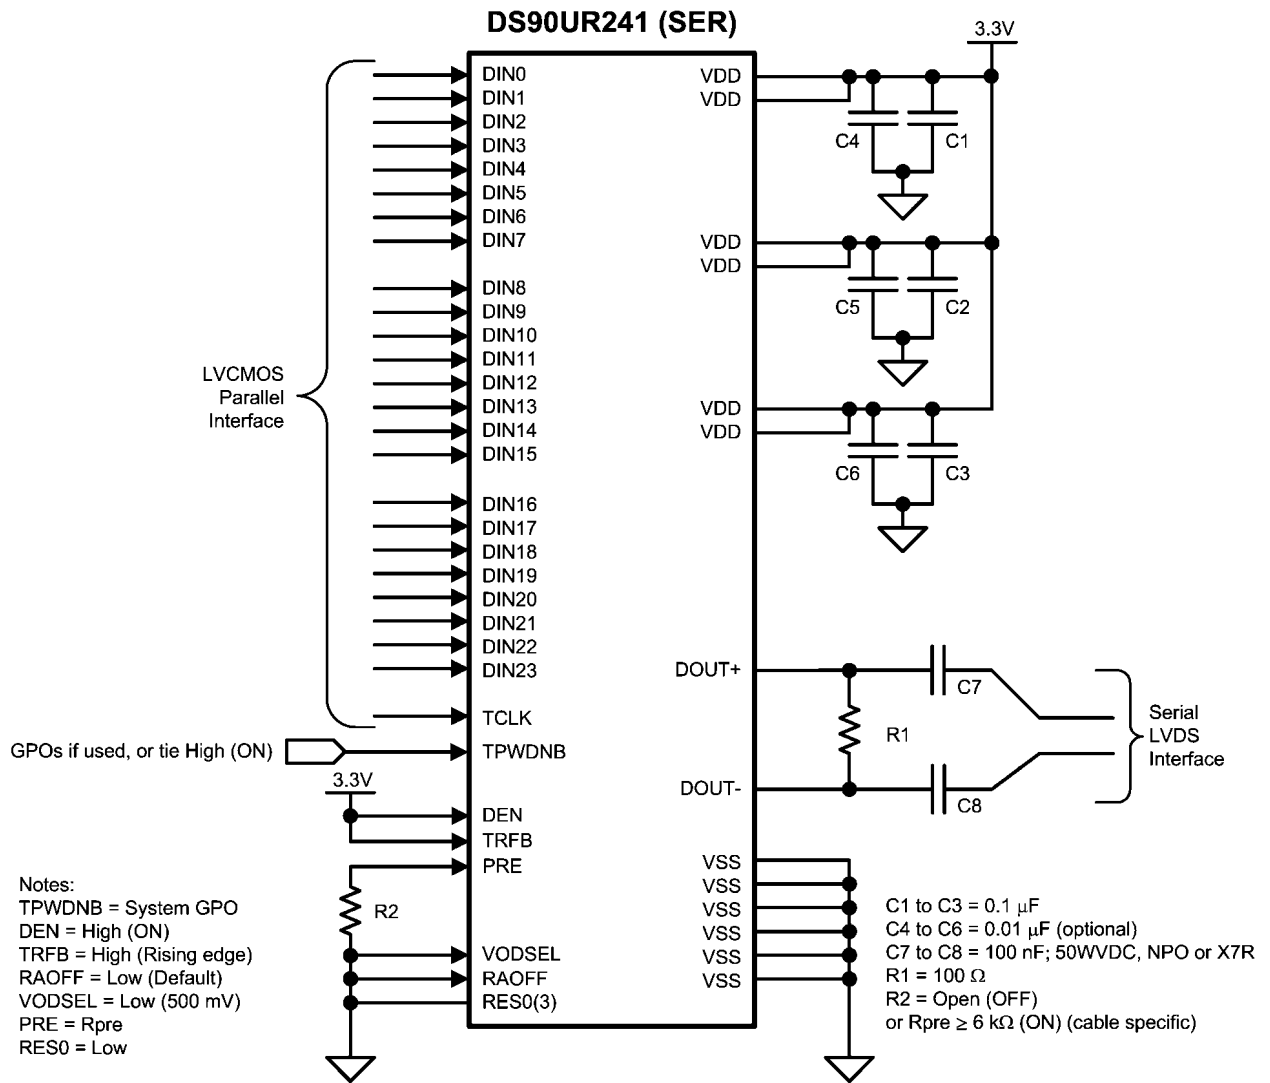 DS90UR241 (SER)
3.3V
DIN0
DIN1
DIN2
DIN3
DIN4
DIN5
DIN6
DIN7
DIN8
DIN9
DIN10
DIN11
DIN12
DIN13
DIN14
DIN15
DIN16
DIN17
DIN18
DIN19
DIN20
DIN21
DIN22
DIN23
TCLK
TPWDNB
DEN
TRFB
PRE
VODSEL
RAOFF
RES0(3)
LVCMOS
Parallel
Interface
GPOs if used, or tie High (ON)
3.3V
R2
VDD
VDD
C4
C1
VDD
VDD
C5
C2
VDD
VDD
C6
C3
DOUT+
C7
R1
DOUT-
C8
Serial
LVDS
Interface
VSS
VSS
VSS
VSS
VSS
VSS
Notes:
TPWDNB = System GPO
DEN = High (ON)
TRFB = High (Rising edge)
RAOFF = Low (Default)
VODSEL = Low (500 mV)
PRE = Rpre
RES0 = Low
C1 to C3 = 0.1 μF
C4 to C6 = 0.01 μF (optional)
C7 to C8 = 100 nF; 50WVDC, NPO or X7R
R1 = 100 Ω
R2 = Open (OFF)
or Rpre ≥ 6 kΩ (ON) (cable specific)